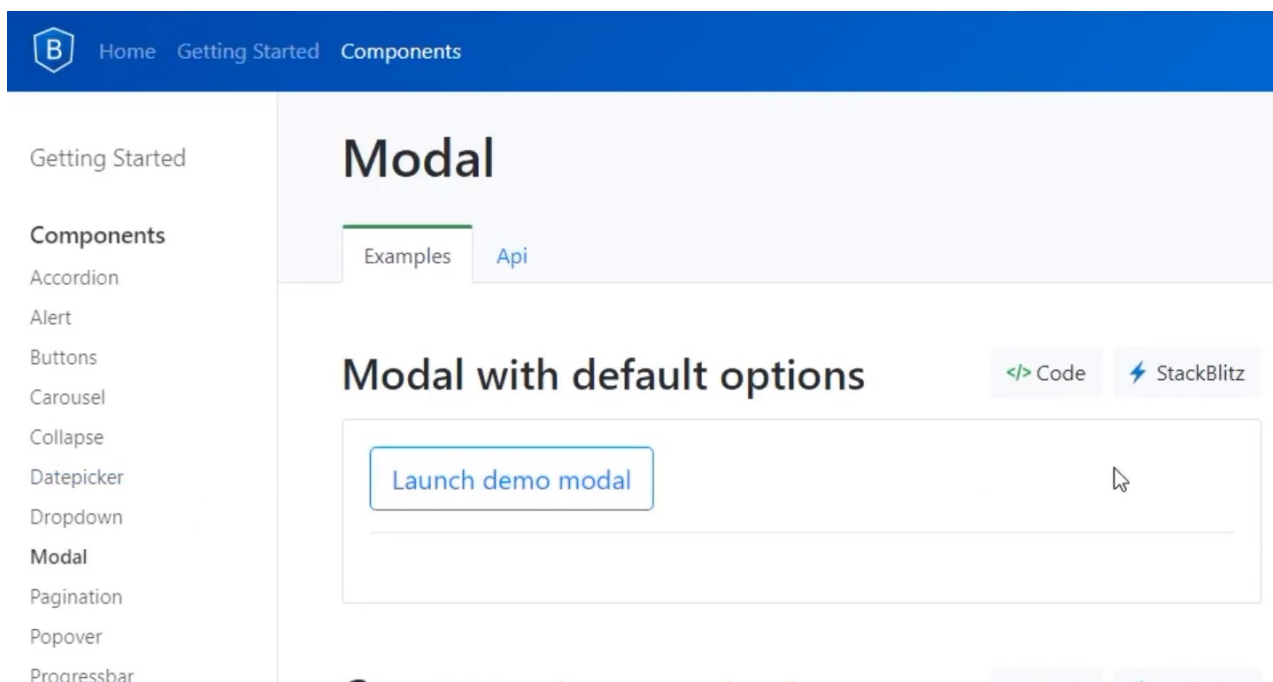 B Home Getting Started Components
Getting Started
Components
Accordion
Alert
Buttons
Carousel
Collapse
Datepicker
Dropdown
Modal
Pagination
Popover
Progressbar
Modal
Examples Api
Modal with default options
</> Code StackBlitz
Launch demo modal